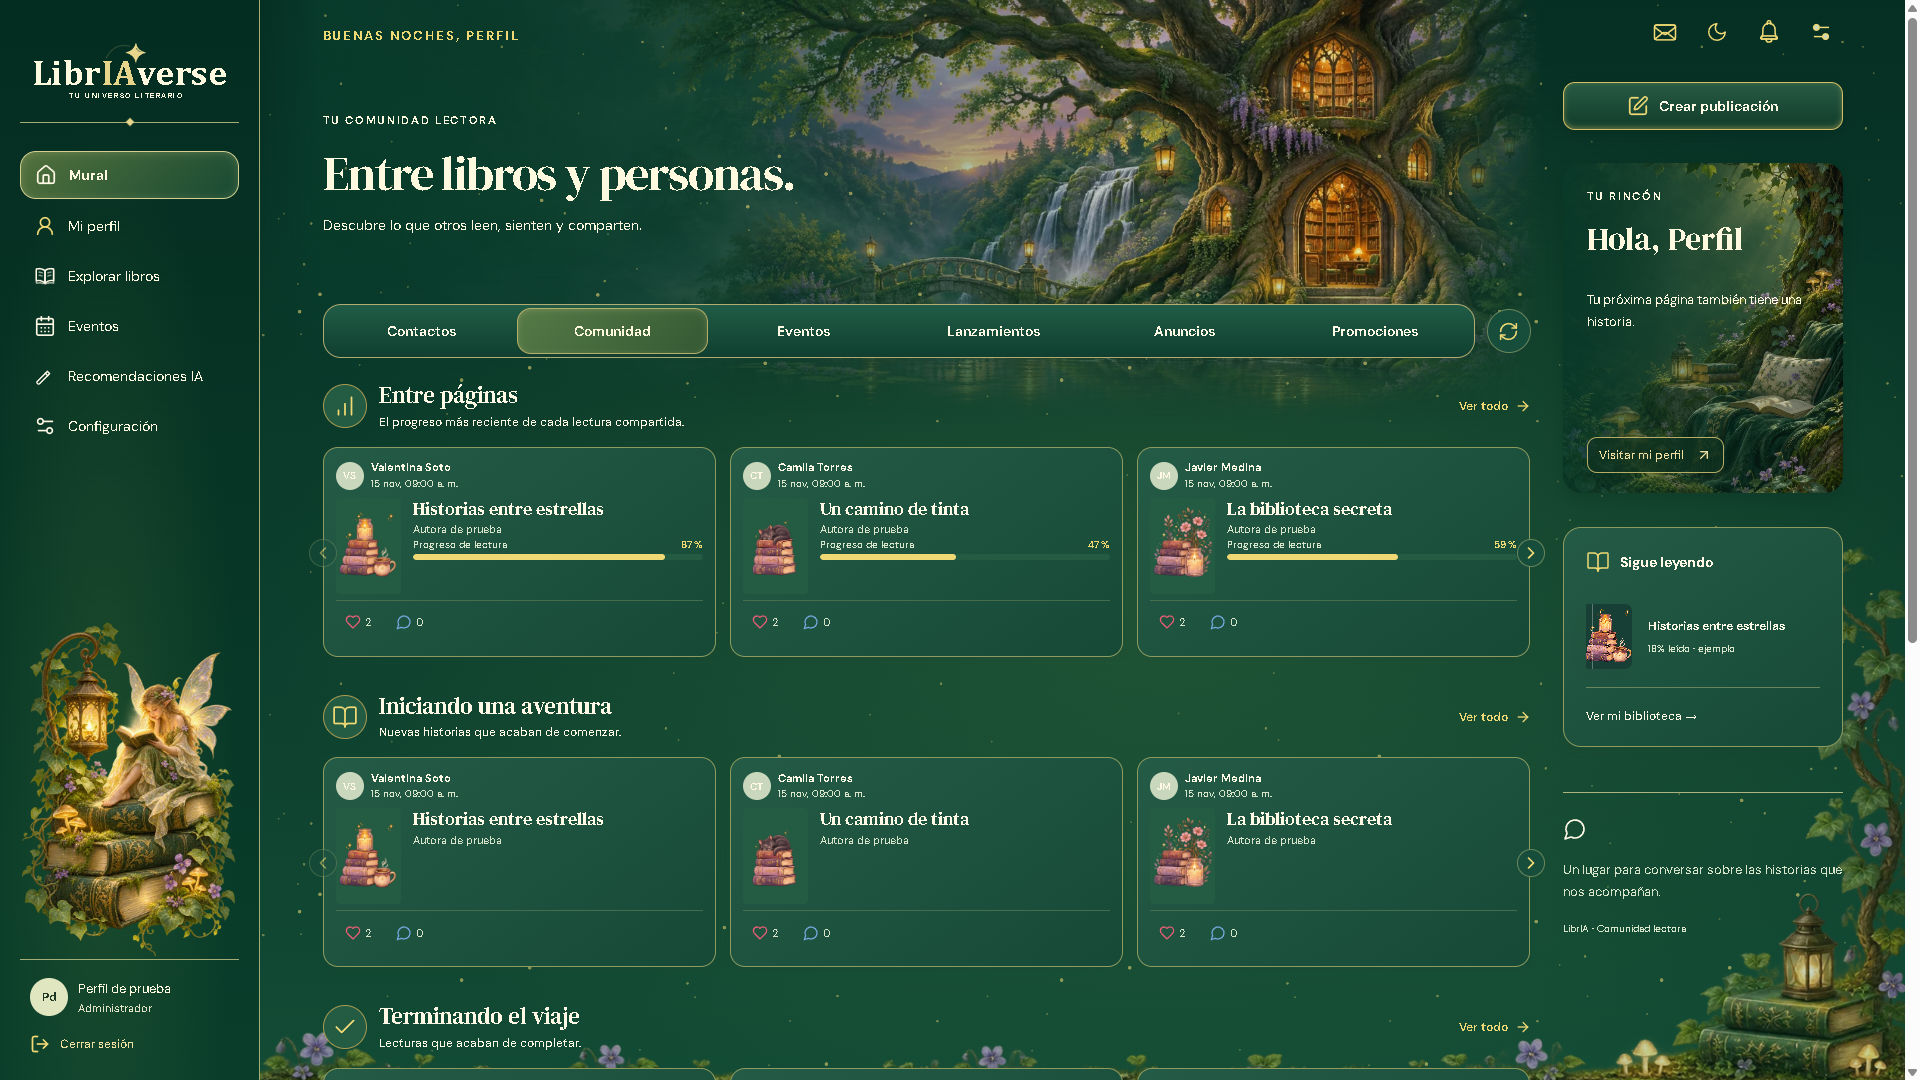 LibrIAverse
TU UNIVERSO LITERARIO
Mural
Mi perfil
Explorar libros
Eventos
Recomendaciones IA
Configuración
Pd
Perfil de prueba
Administrador
Cerrar sesión
BUENAS NOCHES, PERFIL
TU COMUNIDAD LECTORA
Entre libros y personas.
Descubre lo que otros leen, sienten y comparten.
Contactos
Comunidad
Eventos
Lanzamientos
Anuncios
Promociones
Entre páginas
El progreso más reciente de cada lectura compartida.
Ver todo
VS
Valentina Soto
15 nov, 09:00 a. m.
Historias entre estrellas
Autora de prueba
Progreso de lectura
87%
2
0
CT
Camila Torres
15 nov, 09:00 a. m.
Un camino de tinta
Autora de prueba
Progreso de lectura
47%
2
0
JM
Javier Medina
15 nov, 09:00 a. m.
La biblioteca secreta
Autora de prueba
Progreso de lectura
59%
2
0
Iniciando una aventura
Nuevas historias que acaban de comenzar.
Ver todo
VS
Valentina Soto
15 nov, 09:00 a. m.
Historias entre estrellas
Autora de prueba
2
0
CT
Camila Torres
15 nov, 09:00 a. m.
Un camino de tinta
Autora de prueba
2
0
JM
Javier Medina
15 nov, 09:00 a. m.
La biblioteca secreta
Autora de prueba
2
0
Terminando el viaje
Lecturas que acaban de completar.
Ver todo
Crear publicación
TU RINCÓN
Hola, Perfil
Tu próxima página también tiene una
historia.
Visitar mi perfil
Sigue leyendo
Historias entre estrellas
18% leído · ejemplo
Ver mi biblioteca →
Un lugar para conversar sobre las historias que
nos acompañan.
LibrIA · Comunidad lectora